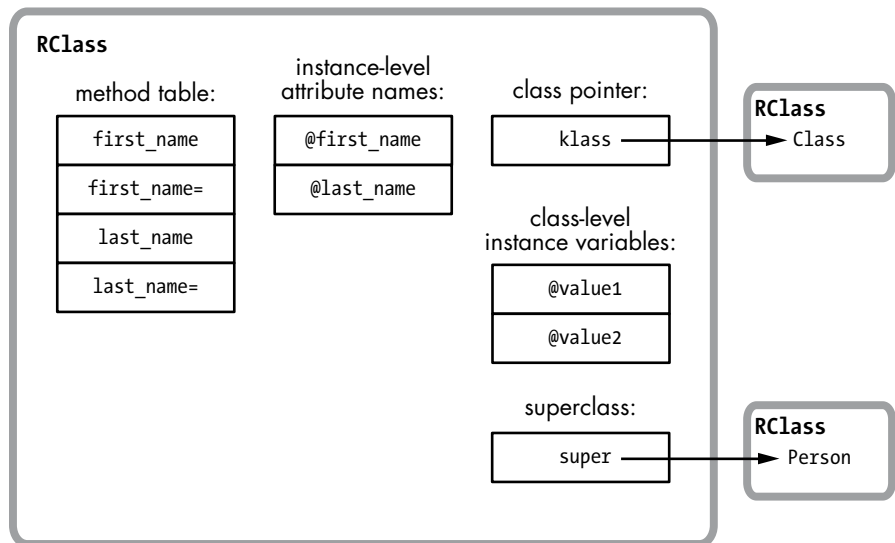 RClass
method table:
first_name
first_name=
last_name
last_name=
instance-level
attribute names:
@first_name
@last_name
class pointer:
klass
class-level
instance variables:
@value1
@value2
superclass:
super
RClass
Class
RClass
Person